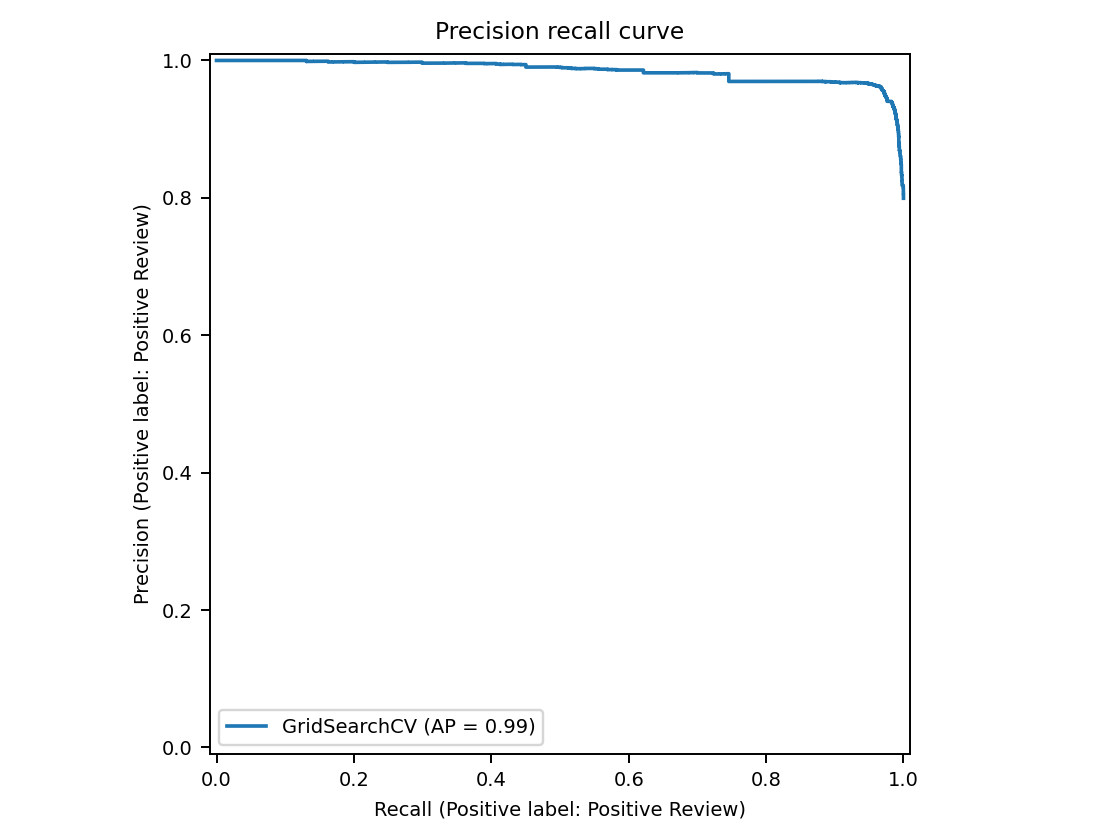 Precision recall curve
1.0
0.8
0.6
0.4
0.2
0.0
Precision (Positive label: Positive Review)
GridSearchCV (AP = 0.99)
0.0 0.2 0.4 0.6 0.8 1.0
Recall (Positive label: Positive Review)